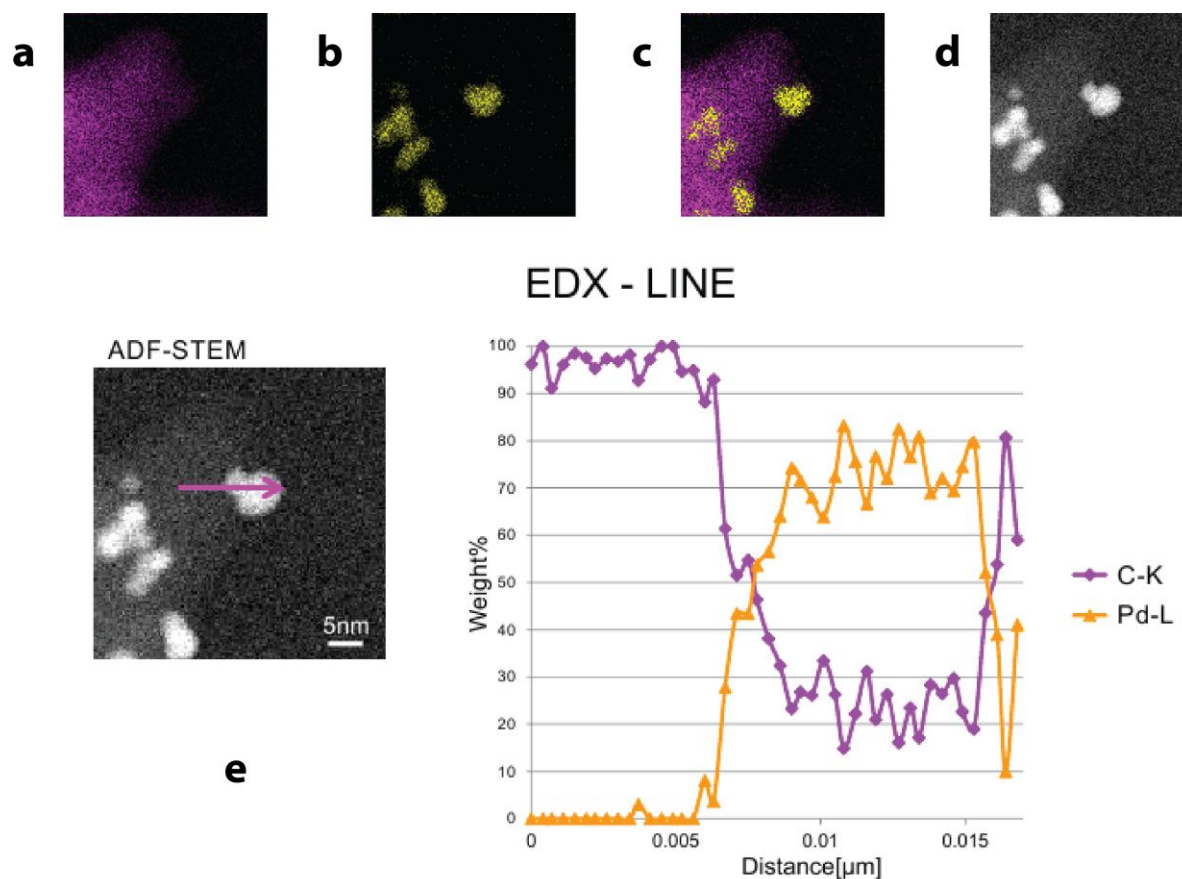 a
b
c
d
EDX - LINE
ADF-STEM
5nm
e
100
90
80
70
60
50
40
30
20
10
0
Weight%
0
0.005
0.01
0.015
Distance[μm]
C-K
Pd-L